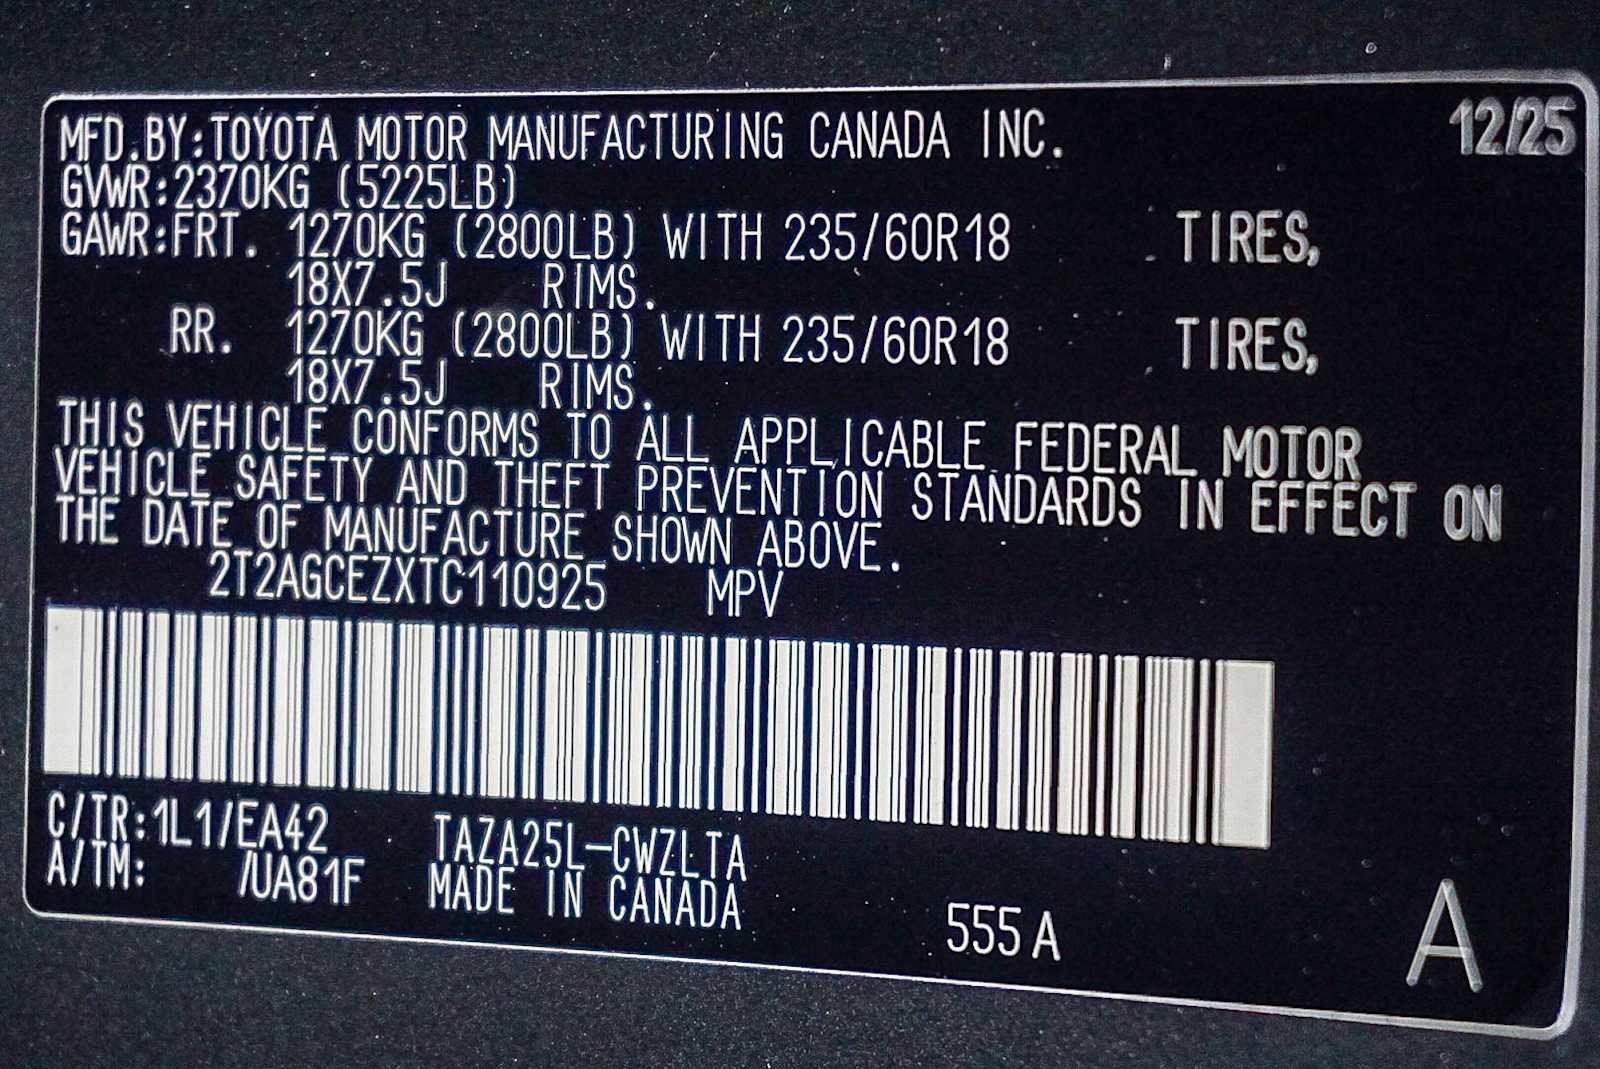 MFD.BY:TOYOTA MOTOR MANUFACTURING CANADA INC. 12/25
GVWR:2370KG (5225LB)
GAWR:FRT. 1270KG (2800LB) WITH 235/60R18 TIRES,
18X7.5J RIMS.
RR. 1270KG (2800LB) WITH 235/60R18 TIRES,
18X7.5J RIMS.
THIS VEHICLE CONFORMS TO ALL APPLICABLE FEDERAL MOTOR
VEHICLE SAFETY AND THEFT PREVENTION STANDARDS IN EFFECT ON
THE DATE OF MANUFACTURE SHOWN ABOVE.
2T2AGCEZXTC110925 MPV
C/TR:1L1/EA42 TAZA25L-CWZLTA
A/TM: /UA81F MADE IN CANADA
555 A
A